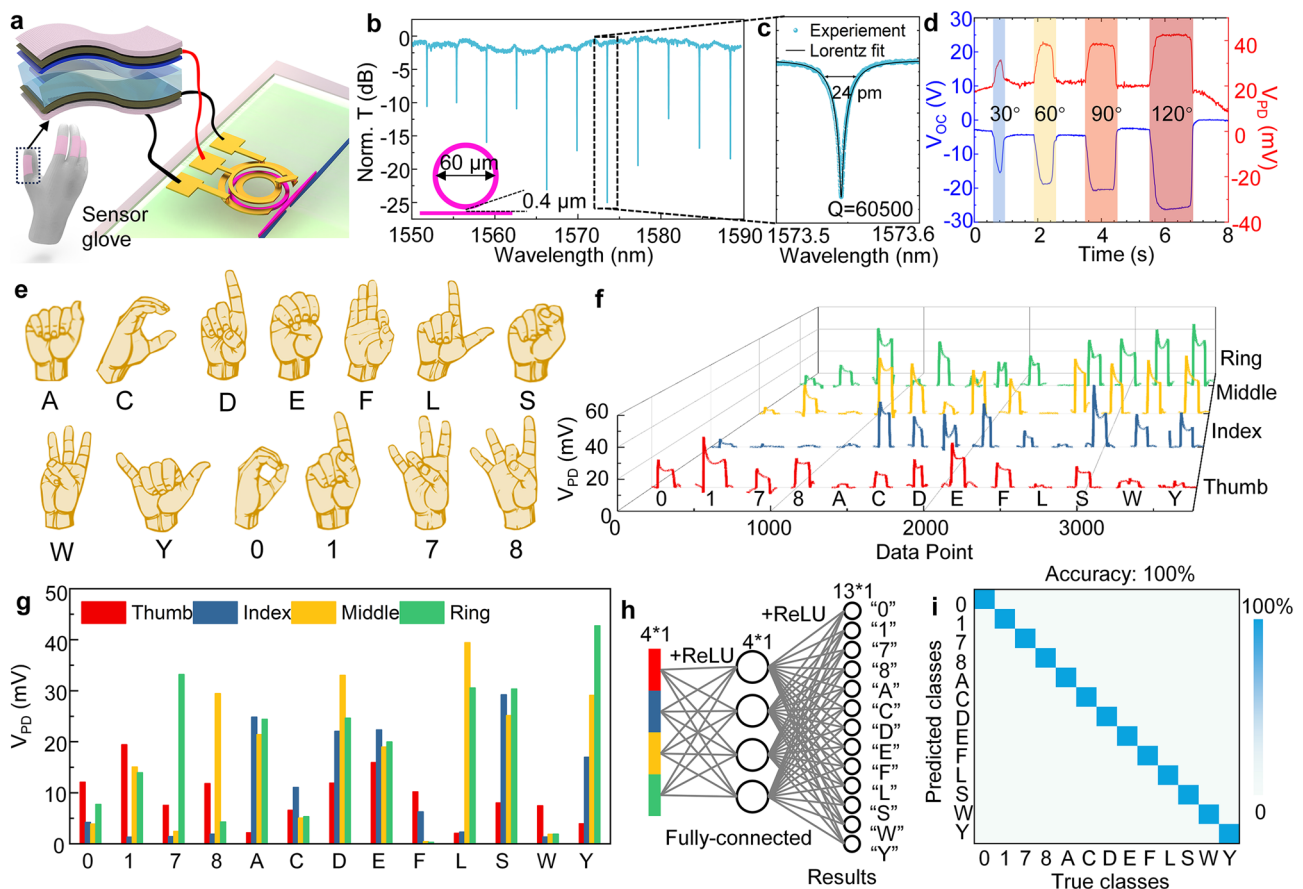 a
Sensor
glove
b
Norm. T (dB)
0
-5
-10
-15
-20
-25
60 µm
0.4 µm
1550
1560
1570
1580
1590
Wavelength (nm)
c
Experiement
Lorentz fit
24 pm
Q=60500
1573.5
1573.6
Wavelength (nm)
d
V_OC (V)
30
20
10
0
-10
-20
-30
30°
60°
90°
120°
40
20
0
-20
-40
V_PD (mV)
0
2
4
6
8
Time (s)
e
A C D E F L S
W Y 0 1 7 8
f
V_PD (mV)
60
40
20
0
Ring
Middle
Index
Thumb
0 1 7 8 A C D E F L S W Y
0
1000
2000
3000
Data Point
g
V_PD (mV)
50
40
30
20
10
0
Thumb Index Middle Ring
0 1 7 8 A C D E F L S W Y
h
4*1
+ReLU
4*1
+ReLU
13*1
"0"
"1"
"7"
"8"
"A"
"C"
"D"
"E"
"F"
"L"
"S"
"W"
"Y"
Fully-connected
Results
i
Accuracy: 100%
Predicted classes
0
1
7
8
A
C
D
E
F
L
S
W
Y
0 1 7 8 A C D E F L S W Y
True classes
100%
0